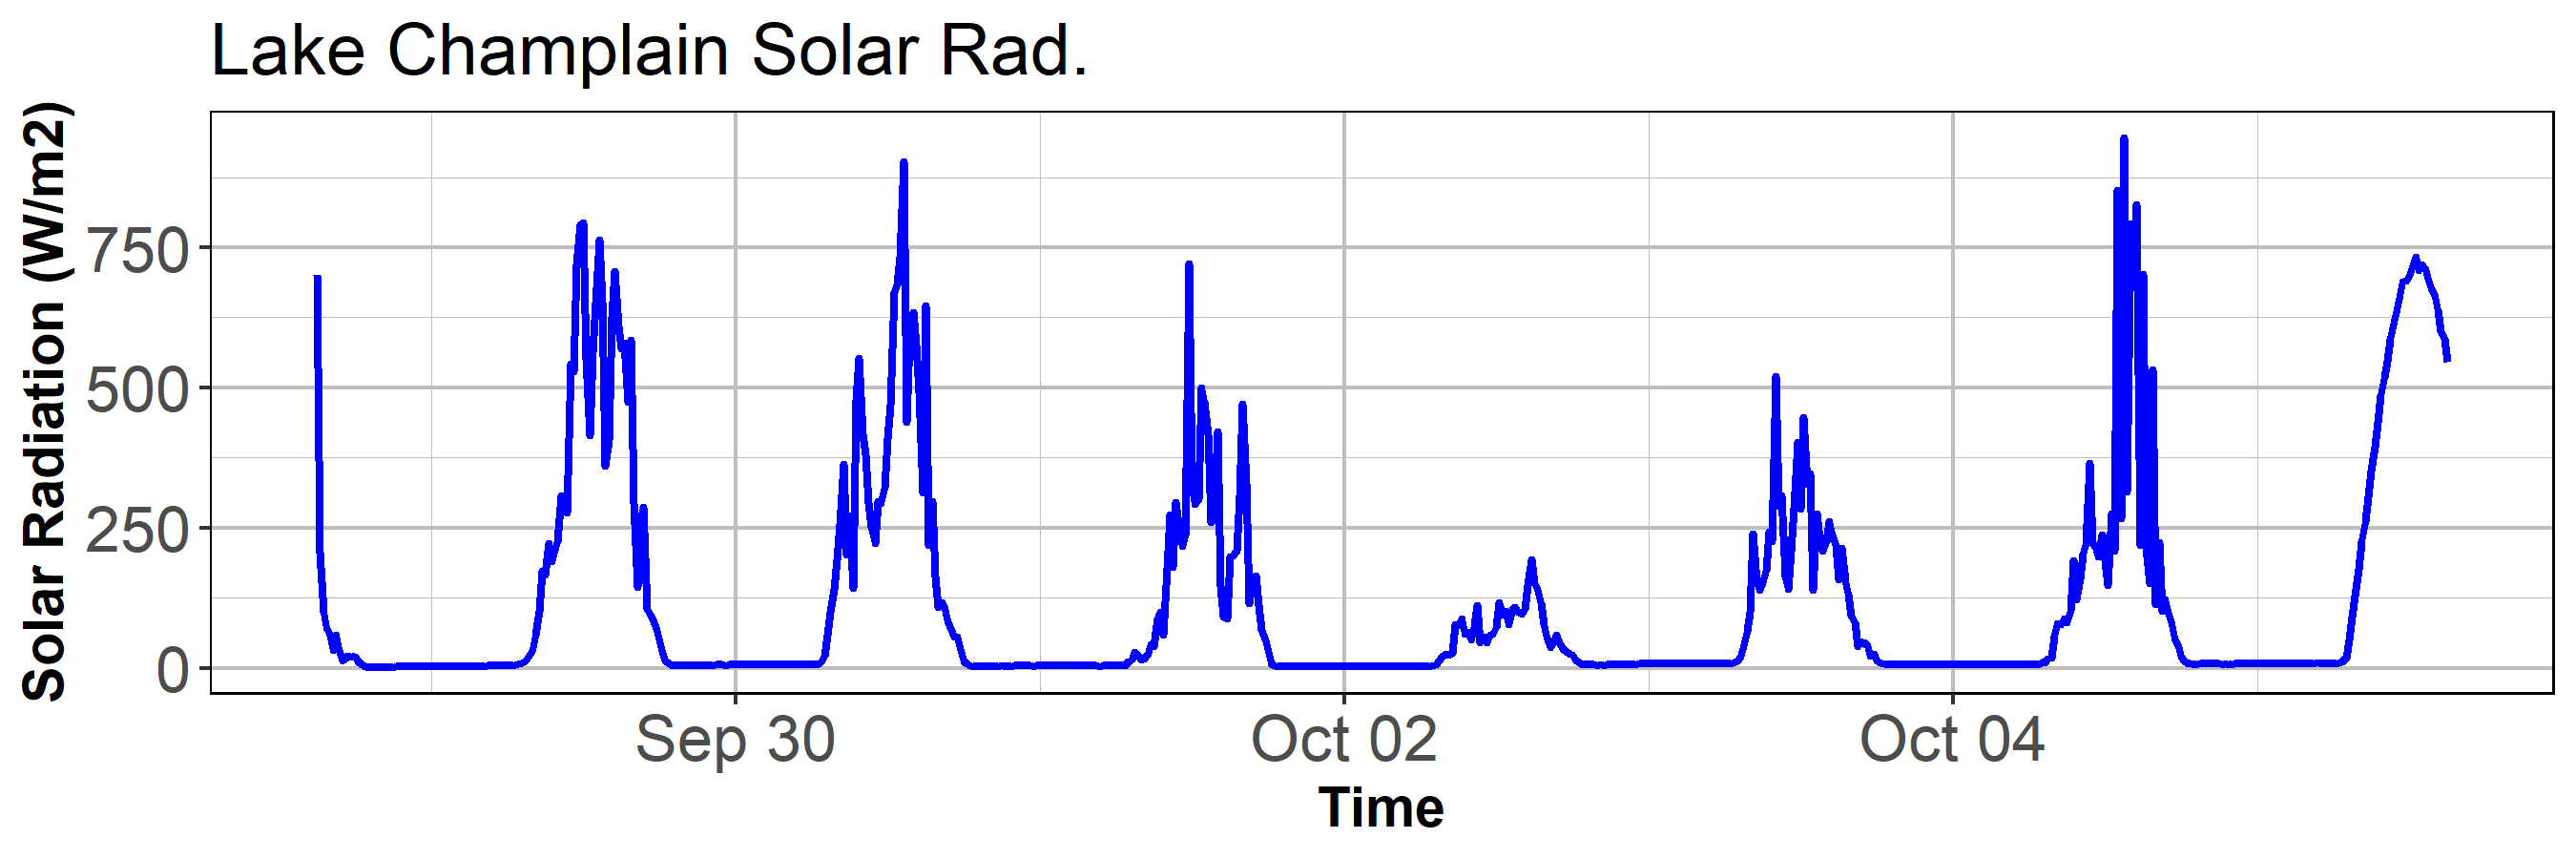 Lake Champlain Solar Rad.
Solar Radiation (W/m2)
750
500
250
0
Sep 30 Oct 02 Oct 04
Time